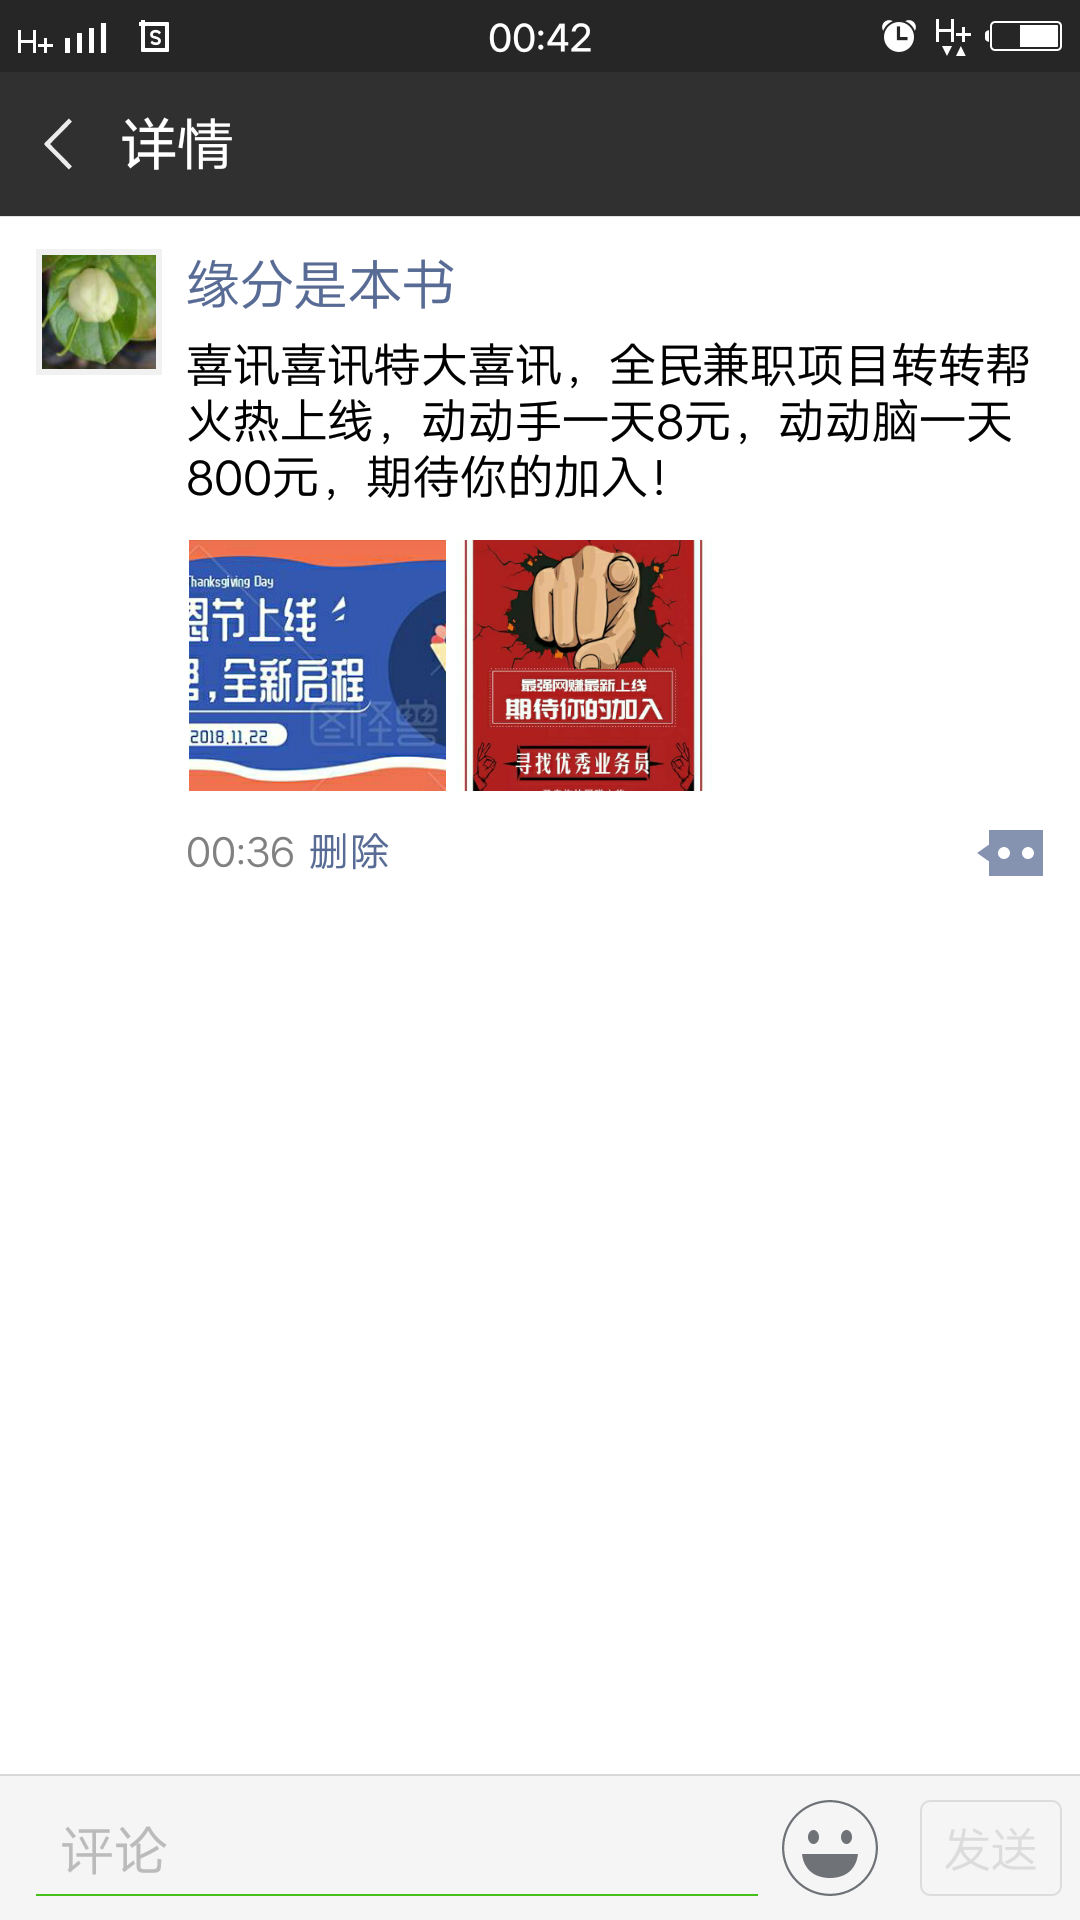 H+
S
00:42
H+
详情
缘分是本书
喜讯喜讯特大喜讯，全民兼职项目转转帮
火热上线，动动手一天8元，动动脑一天
800元，期待你的加入！
Thanksgiving Day
恩节上线
,全新启程
图怪兽
2018.11.22
最强网赚最新上线
期待你的加入
寻找优秀业务员
00:36 删除
评论
发送